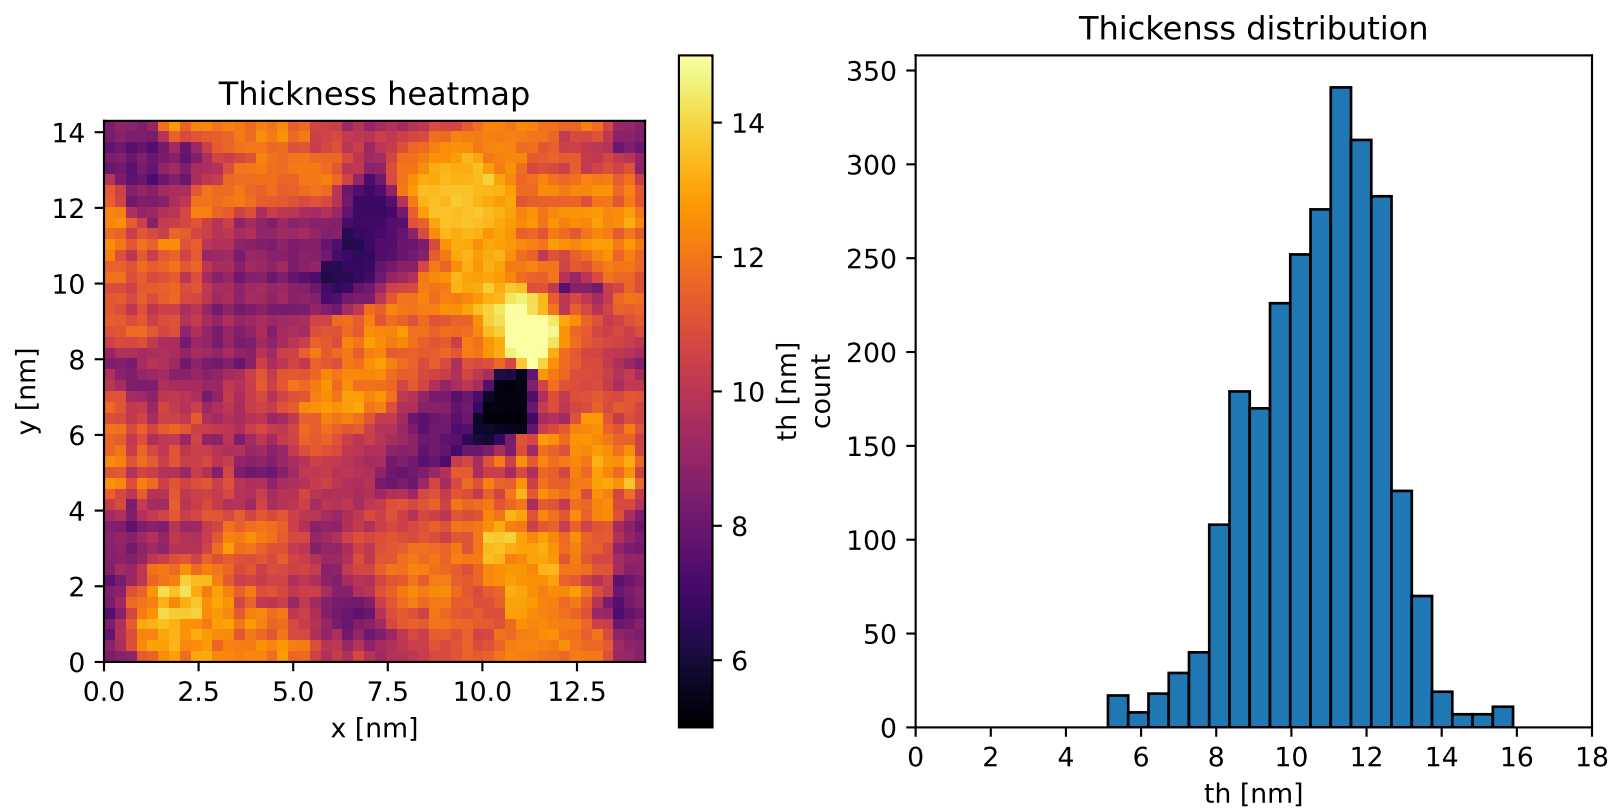 Thickness heatmap
14
12
10
8
6
4
2
0
0.0 2.5 5.0 7.5 10.0 12.5
x [nm]
y [nm]
14
12
10
8
6
th [nm]
Thickenss distribution
350
300
250
200
150
100
50
0
0 2 4 6 8 10 12 14 16 18
th [nm]
count